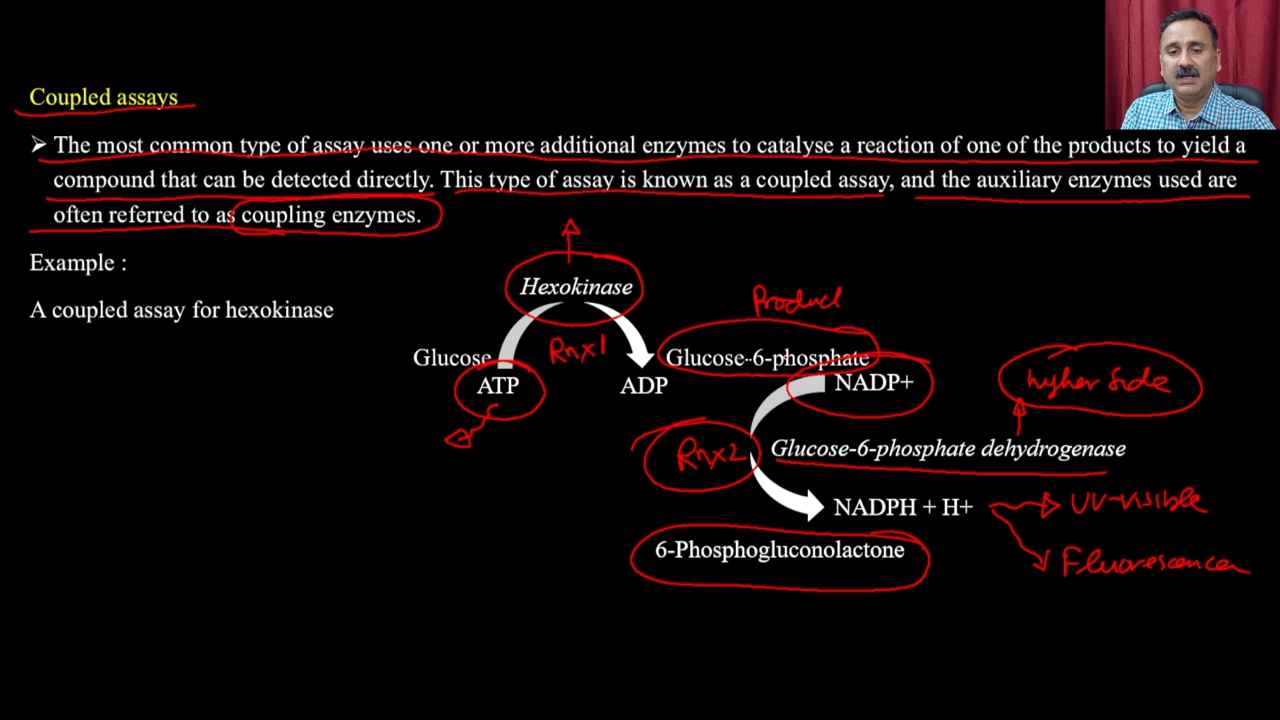 Coupled assays
➤ The most common type of assay uses one or more additional enzymes to catalyse a reaction of one of the products to yield a
compound that can be detected directly. This type of assay is known as a coupled assay, and the auxiliary enzymes used are
often referred to as coupling enzymes.
Example :
A coupled assay for hexokinase
Hexokinase
Product
Glucose
Rnx1
Glucose-6-phosphate
ATP
ADP
NADP+
higher side
Rnx2
Glucose-6-phosphate dehydrogenase
NADPH + H+
UV-visible
6-Phosphogluconolactone